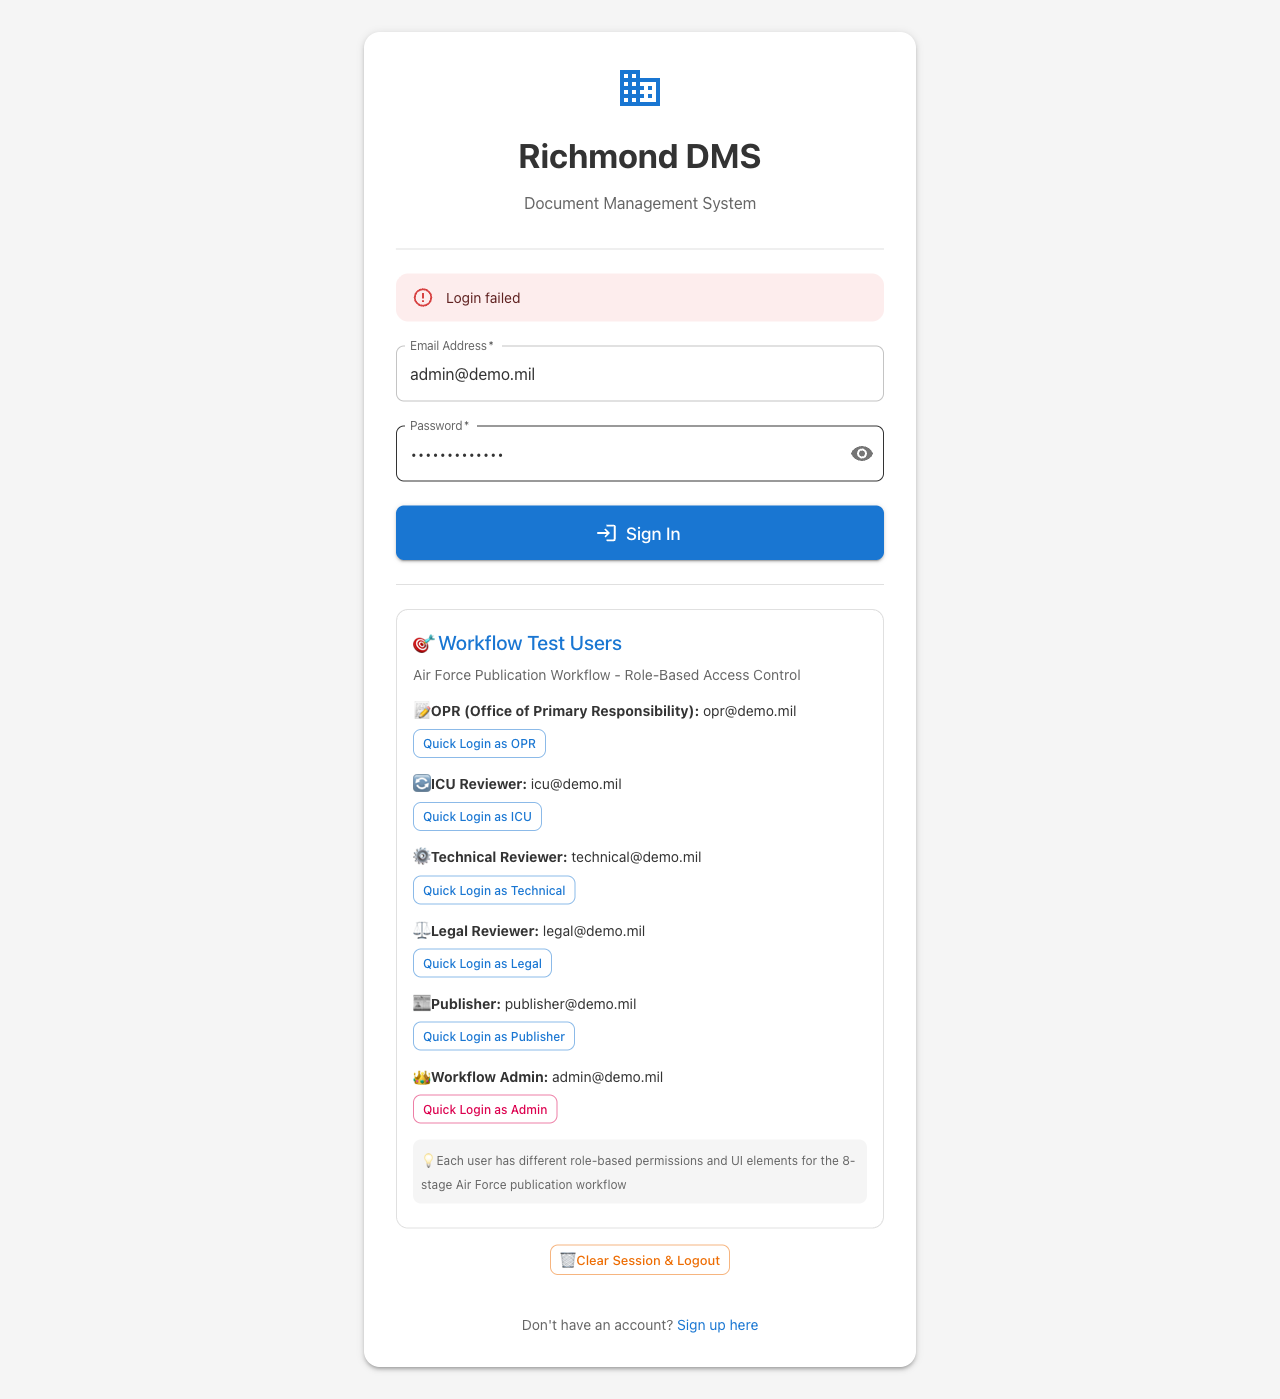 Richmond DMS
Document Management System
Login failed
Email Address *
admin@demo.mil
Password *
•••••••••••••
Sign In
🎯 Workflow Test Users
Air Force Publication Workflow - Role-Based Access Control
📝OPR (Office of Primary Responsibility): opr@demo.mil
Quick Login as OPR
🔄ICU Reviewer: icu@demo.mil
Quick Login as ICU
⚙️Technical Reviewer: technical@demo.mil
Quick Login as Technical
⚖️Legal Reviewer: legal@demo.mil
Quick Login as Legal
Publisher: publisher@demo.mil
Quick Login as Publisher
👑Workflow Admin: admin@demo.mil
Quick Login as Admin
💡Each user has different role-based permissions and UI elements for the 8-
stage Air Force publication workflow
🗑️Clear Session & Logout
Don't have an account? Sign up here